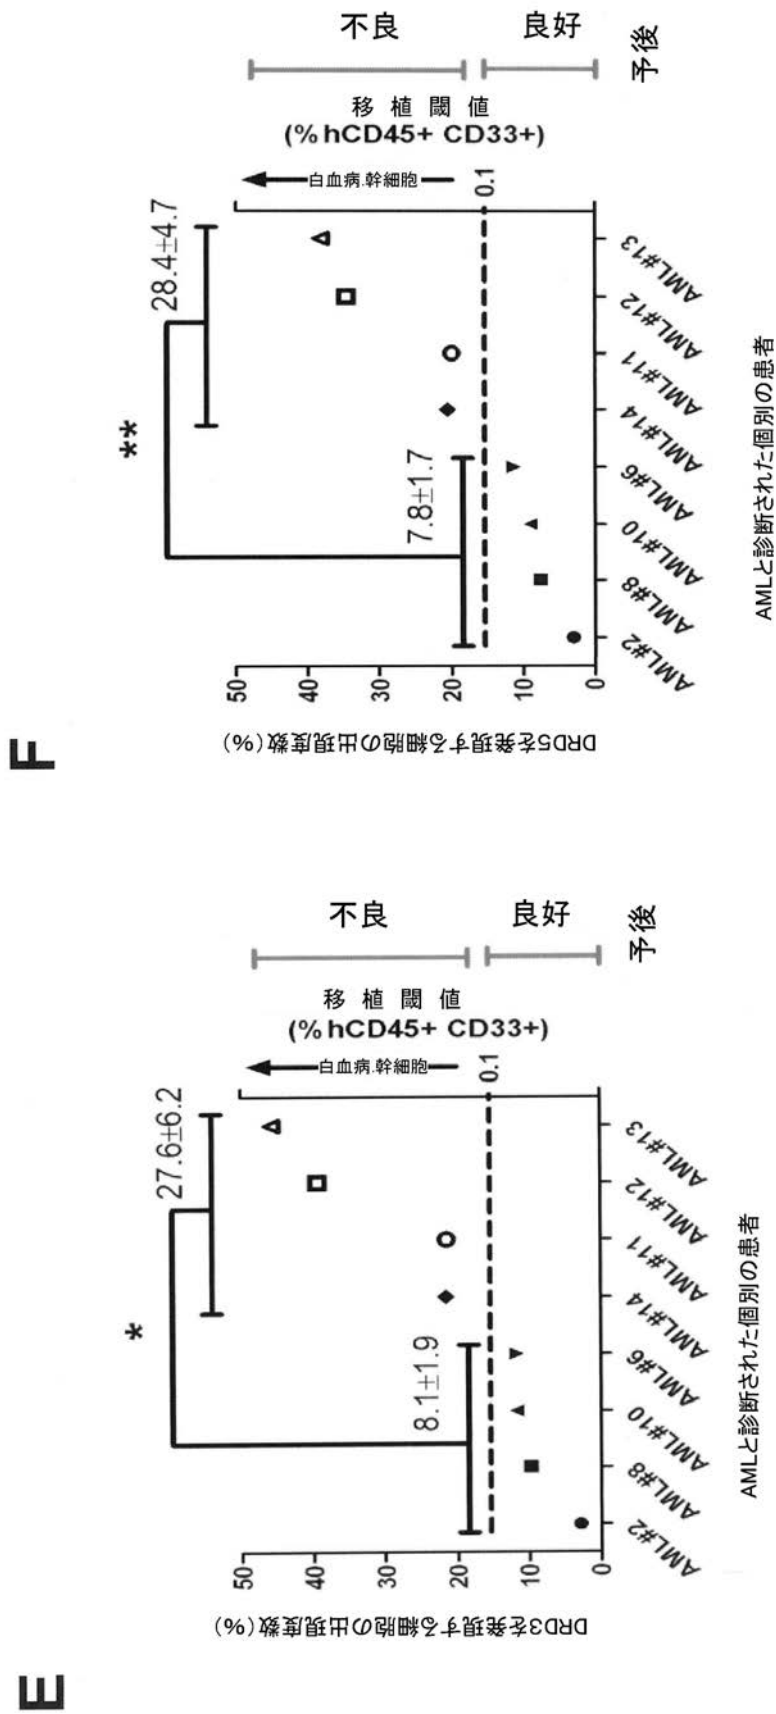 F
**
28.4±4.7
7.8±1.7
DRD5を発現する細胞の出現度数(%)
50
40
30
20
10
0
白血病.幹細胞
0.1
移植閾値
(% hCD45+ CD33+)
不良
良好
予後
AML#2
AML#8
AML#10
AML#6
AML#14
AML#11
AML#12
AML#13
AMLと診断された個別の患者
E
*
27.6±6.2
8.1±1.9
DRD3を発現する細胞の出現度数(%)
50
40
30
20
10
0
白血病.幹細胞
0.1
移植閾値
(% hCD45+ CD33+)
不良
良好
予後
AML#2
AML#8
AML#10
AML#6
AML#14
AML#11
AML#12
AML#13
AMLと診断された個別の患者